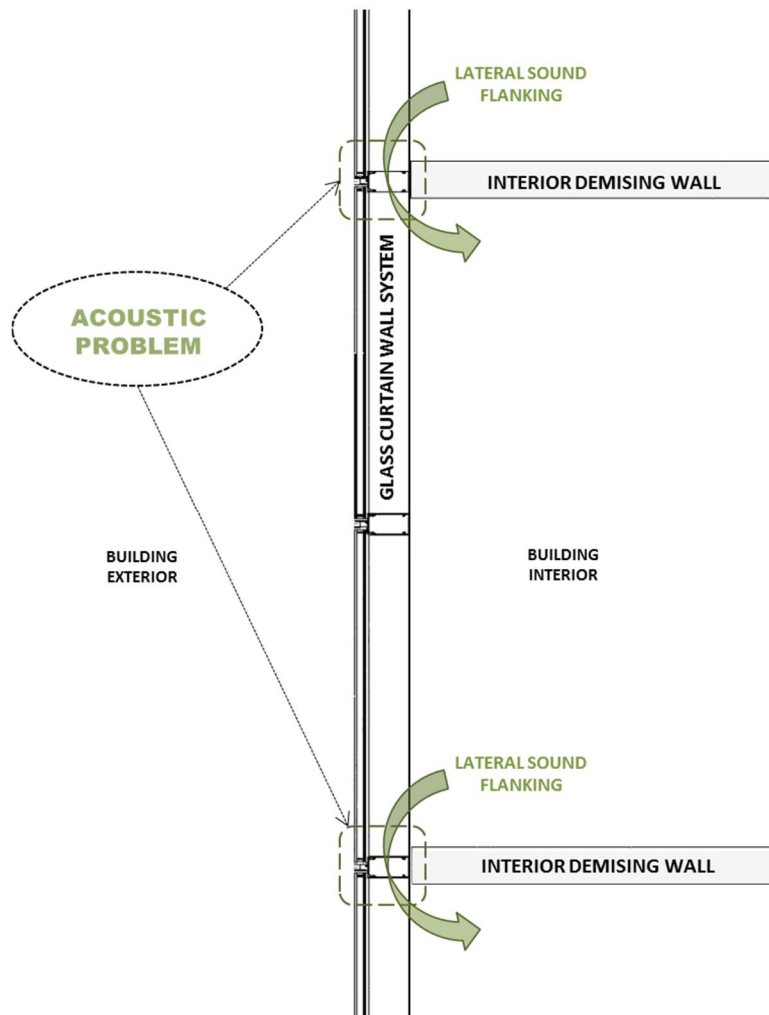 LATERAL SOUND
FLANKING
INTERIOR DEMISING WALL
GLASS CURTAIN WALL SYSTEM
ACOUSTIC
PROBLEM
BUILDING
EXTERIOR
BUILDING
INTERIOR
LATERAL SOUND
FLANKING
INTERIOR DEMISING WALL